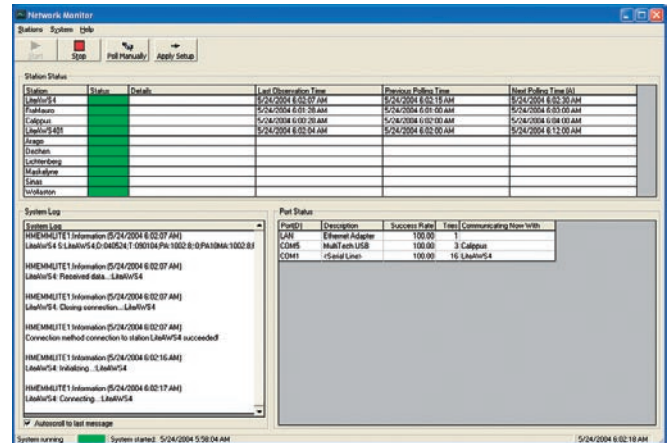 Network Monitor
Stations System Help
Start Stop Poll Manually Apply Setup
Station Status
Station Status Details Last Observation Time Previous Polling Time Next Polling Time (A)
LiteAWS4 5/24/2004 6:02:07 AM 5/24/2004 6:02:15 AM 5/24/2004 6:02:30 AM
FraMauro 5/24/2004 6:01:28 AM 5/24/2004 6:01:00 AM 5/24/2004 6:03:00 AM
Calippus 5/24/2004 6:00:28 AM 5/24/2004 6:02:00 AM 5/24/2004 6:04:00 AM
LiteAWS401 5/24/2004 6:02:04 AM 5/24/2004 6:02:00 AM 5/24/2004 6:12:00 AM
Arago
Dechen
Lichtenberg
Maskelyne
Sinas
Wollaston
System Log
System Log
HMEMMLITE1:Information (5/24/2004 6:02:07 AM)
LiteAWS4 S:LiteAWS4;D:040524;T:090104;PA:1002.8;0;PA10MA:1002.8;
HMEMMLITE1:Information (5/24/2004 6:02:07 AM)
LiteAWS4: Received data...:LiteAWS4
HMEMMLITE1:Information (5/24/2004 6:02:07 AM)
LiteAWS4: Closing connection...:LiteAWS4
HMEMMLITE1:Information (5/24/2004 6:02:07 AM)
Connection method connection to station LiteAWS4 succeeded!
HMEMMLITE1:Information (5/24/2004 6:02:16 AM)
LiteAWS4: Initializing...:LiteAWS4
HMEMMLITE1:Information (5/24/2004 6:02:17 AM)
LiteAWS4: Connecting...:LiteAWS4
Autoscroll to last message
Port Status
Port(D) Description Success Rate Tries Communicating Now With
LAN Ethernet Adapter 100.00 1
COM5 MultiTech USB 100.00 3 Calippus
COM1 <Serial Line> 100.00 16 LiteAWS4
System running System started: 5/24/2004 5:58:04 AM 5/24/2004 6:02:18 AM